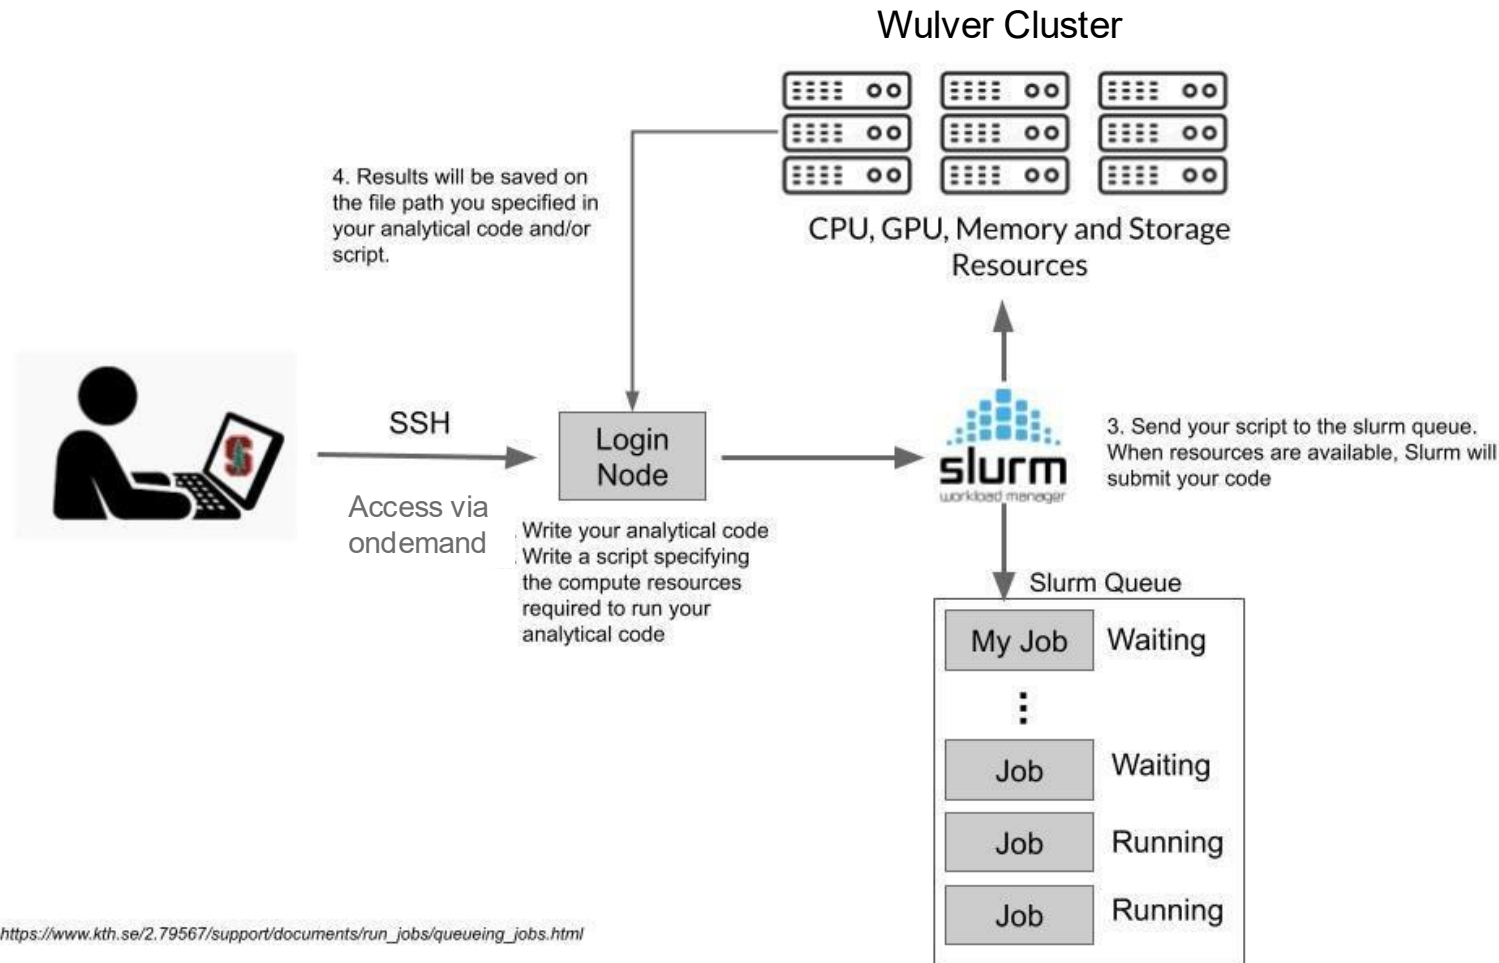 Wulver Cluster
CPU, GPU, Memory and Storage
Resources
4. Results will be saved on
the file path you specified in
your analytical code and/or
script.
S
SSH
Access via
ondemand
Login
Node
Write your analytical code
Write a script specifying
the compute resources
required to run your
analytical code
slurm
workload manager
3. Send your script to the slurm queue.
When resources are available, Slurm will
submit your code
Slurm Queue
My Job Waiting
Job Waiting
Job Running
Job Running
https://www.kth.se/2.79567/support/documents/run_jobs/queueing_jobs.html